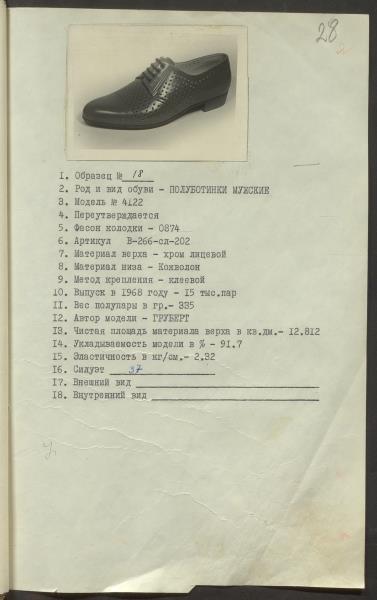 28
1. Образец № 18
2. Род и вид обуви - ПОЛУБОТИНКИ МУЖСКИЕ
3. Модель № 4122
4. Переутверждается
5. Фасон колодки - 0874
6. Артикул В-266-сл-202
7. Материал верха - хром лицевой
8. Материал низа - Кожволон
9. Метод крепления - клеевой
10. Выпуск в 1968 году - 15 тыс.пар
11. Вес полупары в гр.- 335
12. Автор модели - ГРУБЕРТ
13. Чистая площадь материала верха в кв.дм.- 12.812
14. Укладываемость модели в % - 91.7
15. Эластичность в кг/см.- 2.32
16. Силуэт 37
17. Внешний вид
18. Внутренний вид